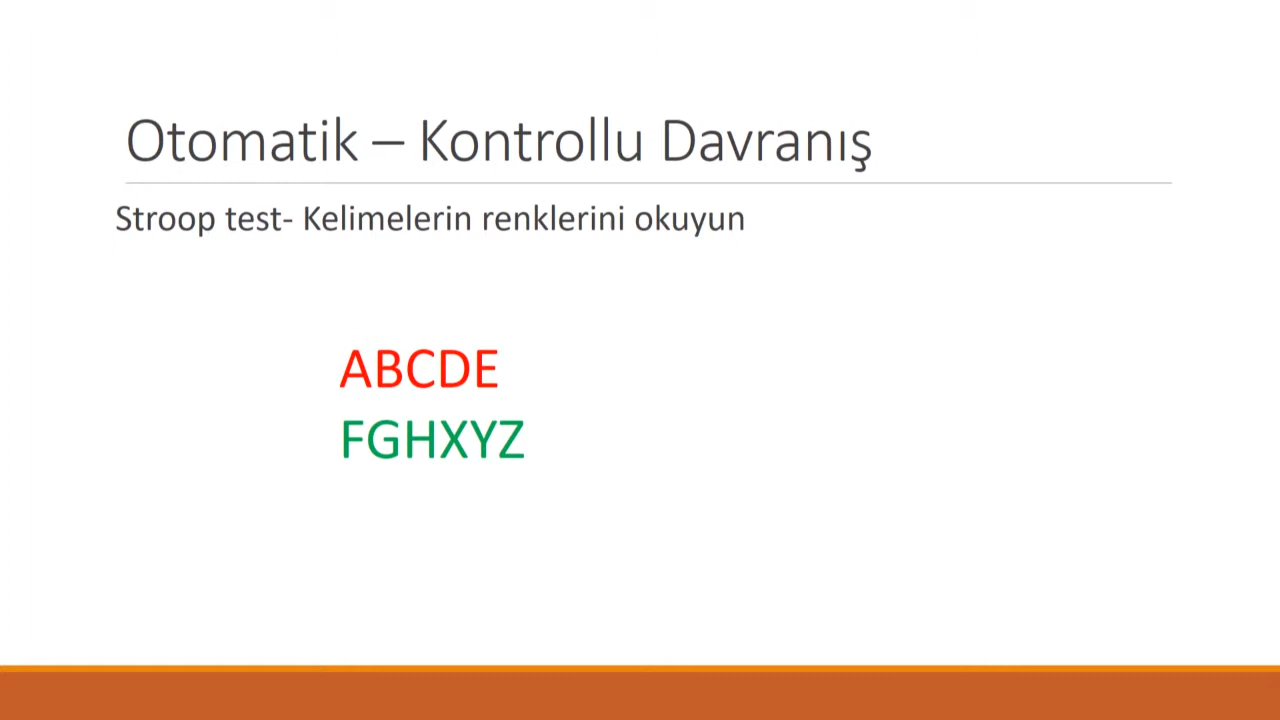 Otomatik – Kontrollu Davranış
Stroop test- Kelimelerin renklerini okuyun
ABCDE
FGHXYZ